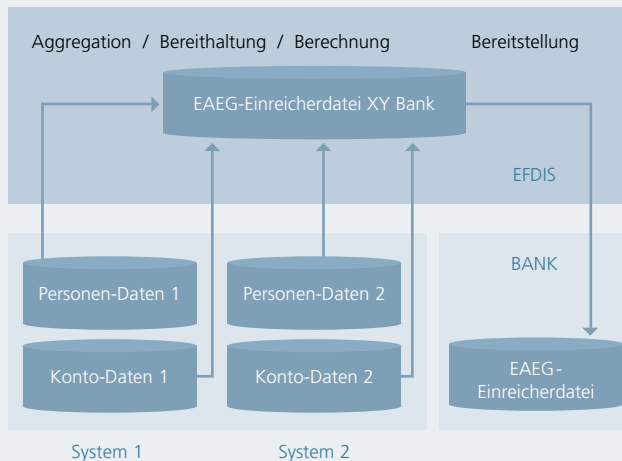 Aggregation / Bereithaltung / Berechnung
Bereitstellung
EAEG-Einreicherdatei XY Bank
EFDIS
BANK
Personen-Daten 1
Personen-Daten 2
Konto-Daten 1
Konto-Daten 2
EAEG-
Einreicherdatei
System 1
System 2